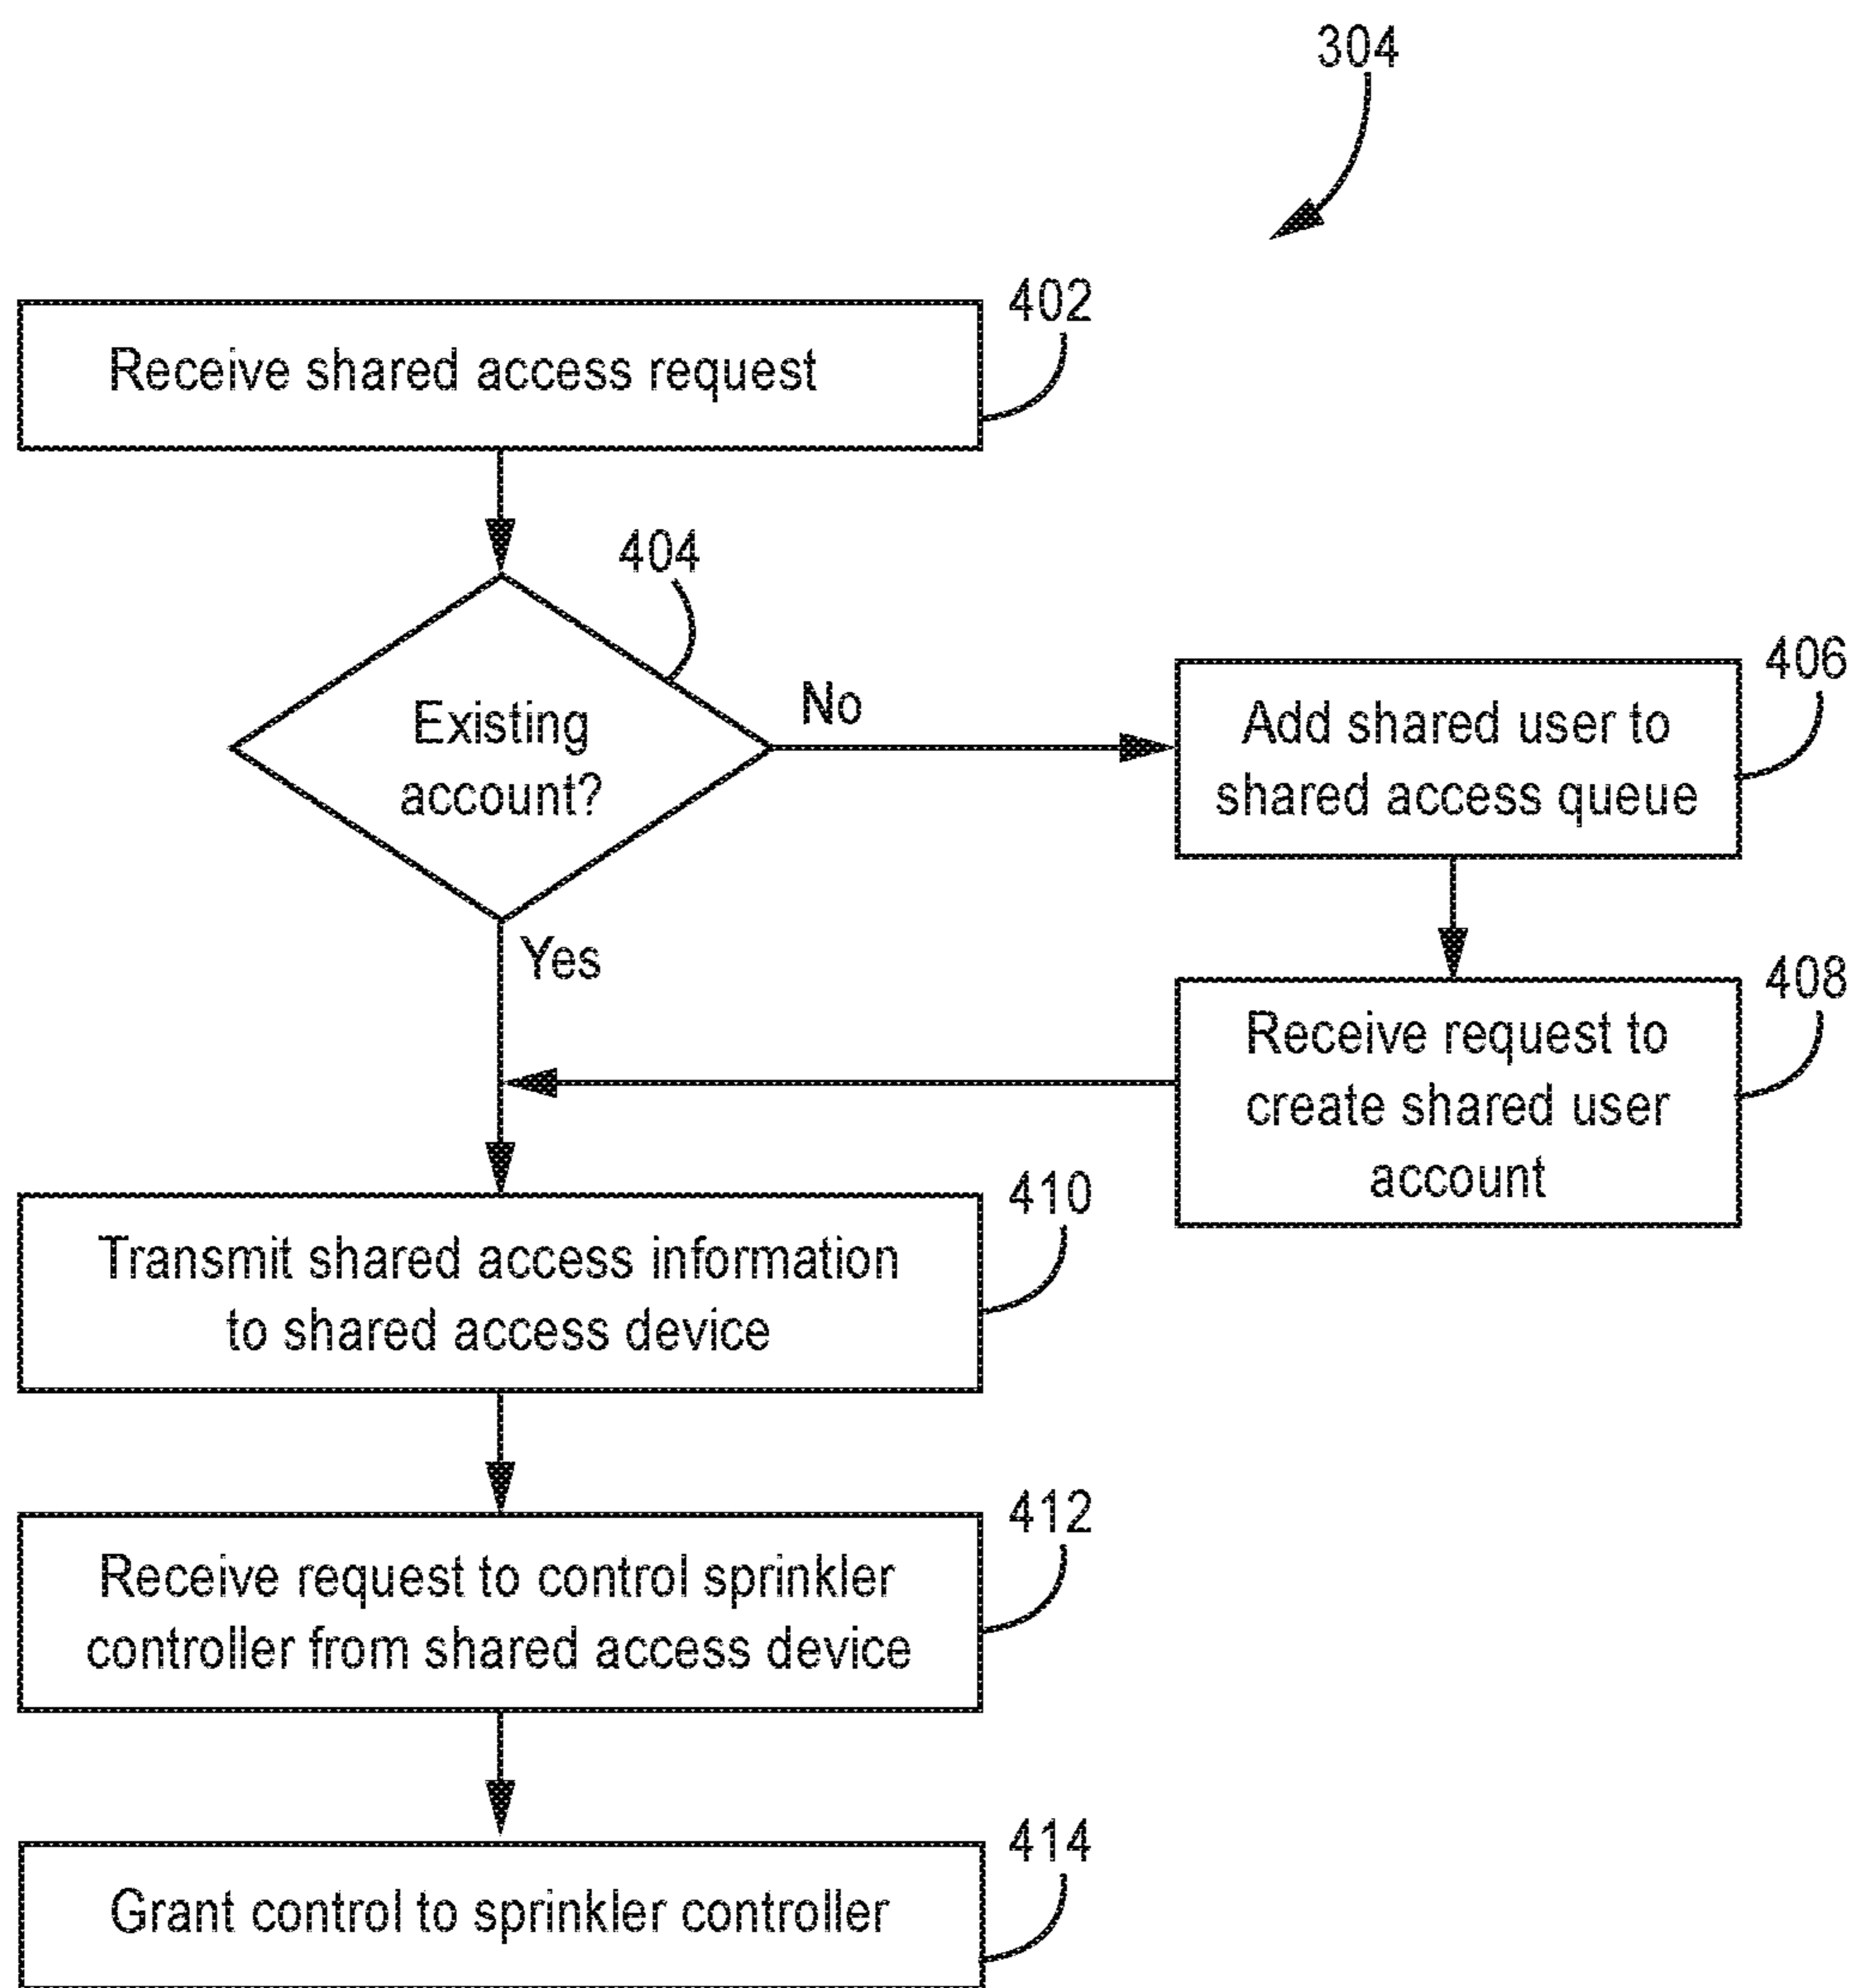 304
402
Receive shared access request
404
Existing
account?
No
406
Add shared user to
shared access queue
Yes
408
Receive request to
create shared user
account
410
Transmit shared access information
to shared access device
412
Receive request to control sprinkler
controller from shared access device
414
Grant control to sprinkler controller